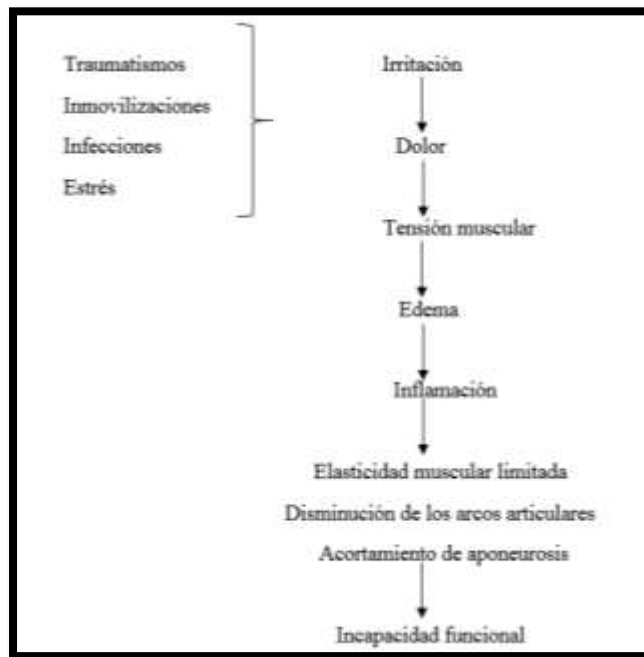 Traumatismos
Inmovilizaciones
Infecciones
Estrés
Irritación
Dolor
Tensión muscular
Edema
Inflamación
Elasticidad muscular limitada
Disminución de los arcos articulares
Acortamiento de aponeurosis
Incapacidad funcional